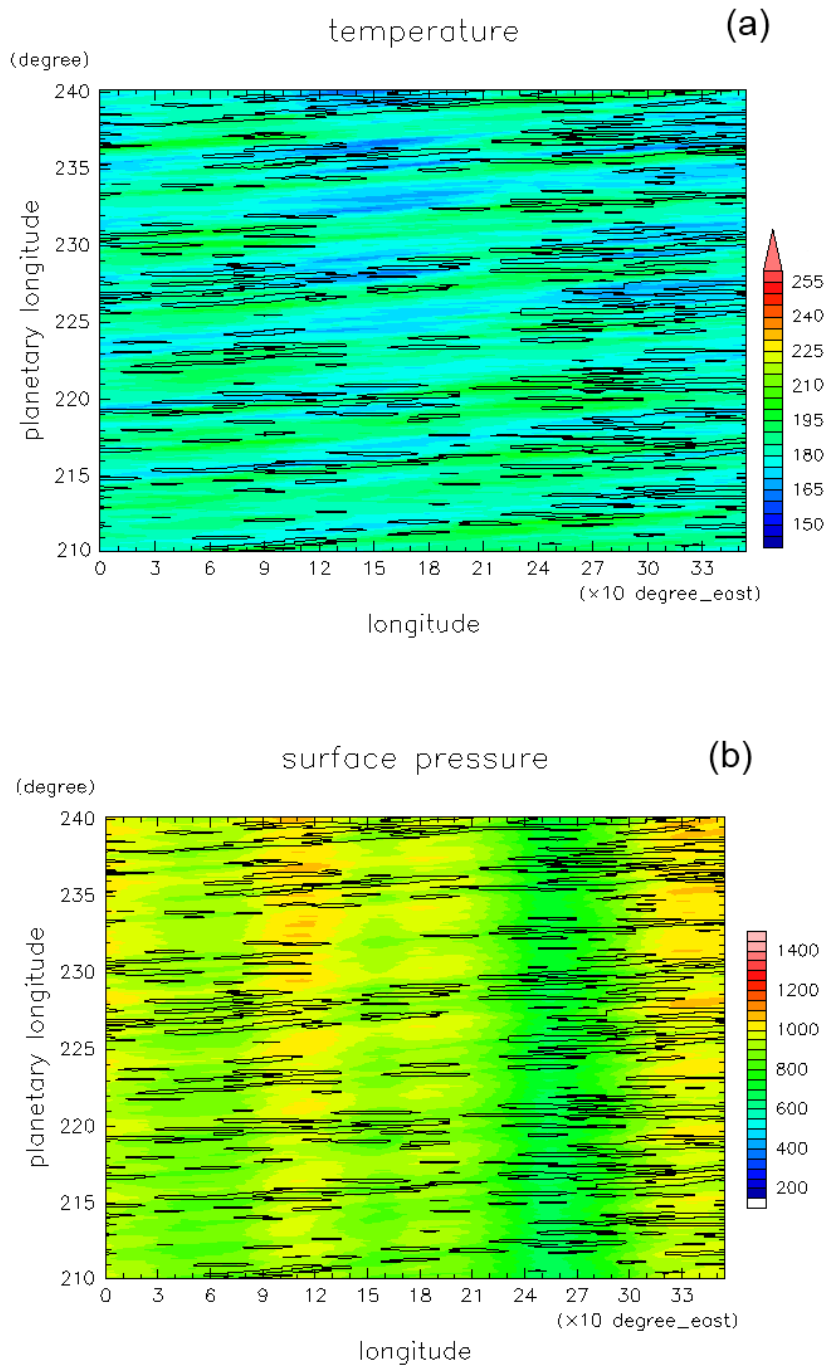 temperature
(a)
(degree)
240
235
230
225
220
215
210
planetary longitude
0 3 6 9 12 15 18 21 24 27 30 33
(×10 degree_east)
longitude
255
240
225
210
195
180
165
150
surface pressure
(b)
(degree)
240
235
230
225
220
215
210
planetary longitude
0 3 6 9 12 15 18 21 24 27 30 33
(×10 degree_east)
longitude
1400
1200
1000
800
600
400
200